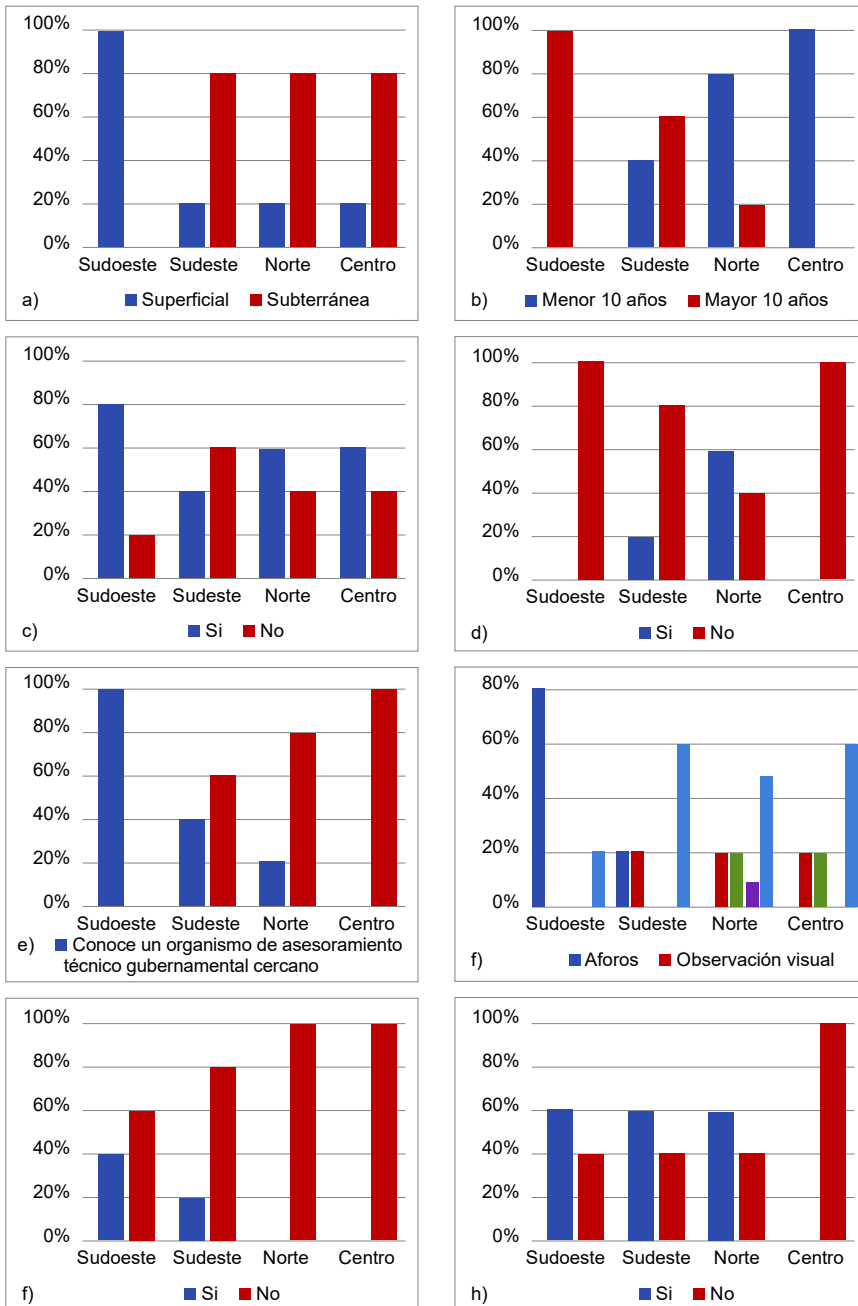 100%
80%
60%
40%
20%
0%
Sudoeste Sudeste Norte Centro
a) Superficial Subterránea
100%
80%
60%
40%
20%
0%
Sudoeste Sudeste Norte Centro
b) Menor 10 años Mayor 10 años
100%
80%
60%
40%
20%
0%
Sudoeste Sudeste Norte Centro
c) Si No
100%
80%
60%
40%
20%
0%
Sudoeste Sudeste Norte Centro
d) Si No
100%
80%
60%
40%
20%
0%
Sudoeste Sudeste Norte Centro
e) Conoce un organismo de asesoramiento
técnico gubernamental cercano
80%
60%
40%
20%
0%
Sudoeste Sudeste Norte Centro
f) Aforos Observación visual
100%
80%
60%
40%
20%
0%
Sudoeste Sudeste Norte Centro
f) Si No
100%
80%
60%
40%
20%
0%
Sudoeste Sudeste Norte Centro
h) Si No